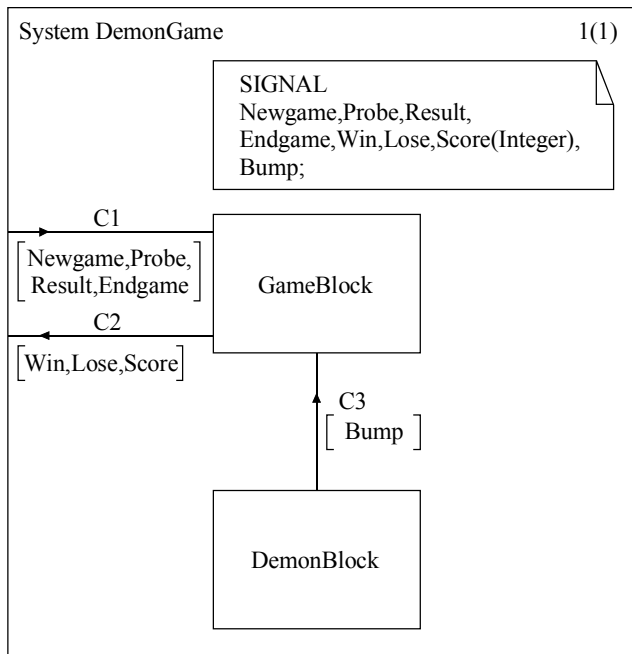 System DemonGame 1(1)
SIGNAL
Newgame,Probe,Result,
Endgame,Win,Lose,Score(Integer),
Bump;
C1
[Newgame,Probe,
Result,Endgame]
GameBlock
C2
[Win,Lose,Score]
C3
[ Bump ]
DemonBlock